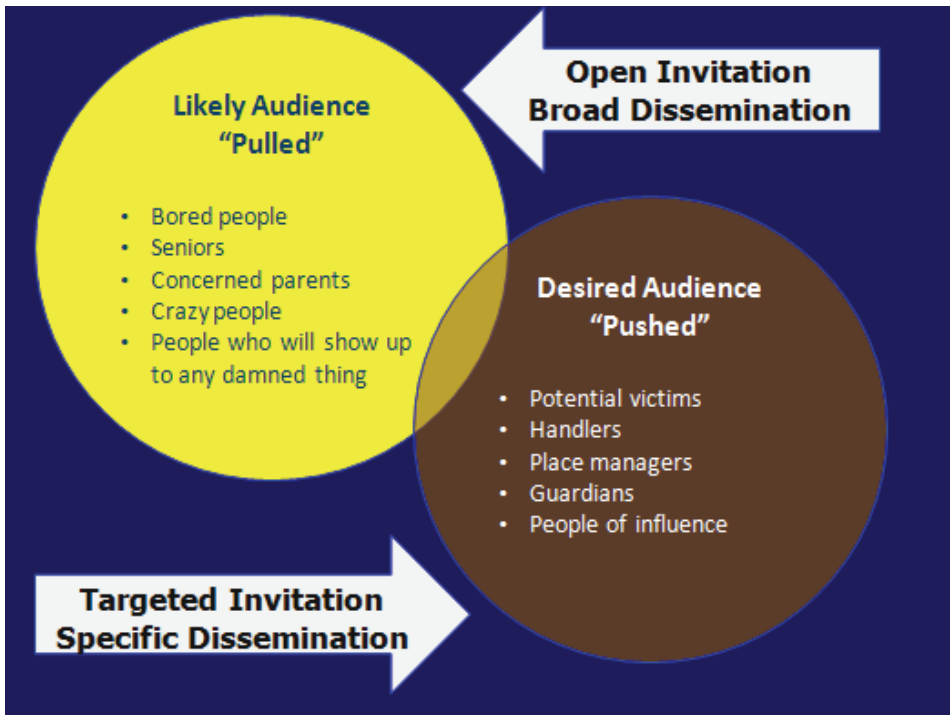 Open Invitation
Broad Dissemination
Likely Audience
“Pulled”
• Bored people
• Seniors
• Concerned parents
• Crazy people
• People who will show up
to any damned thing
Desired Audience
“Pushed”
• Potential victims
• Handlers
• Place managers
• Guardians
• People of influence
Targeted Invitation
Specific Dissemination